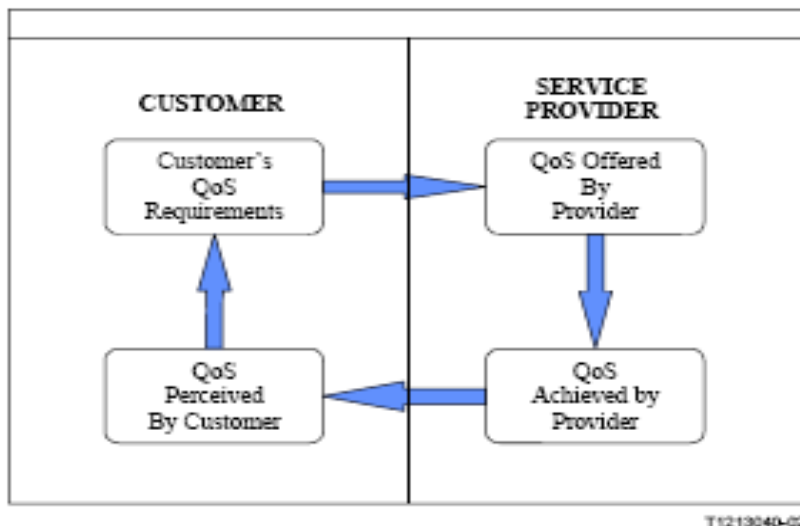 CUSTOMER
SERVICE
PROVIDER
Customer's
QoS
Requirements
QoS Offered
By
Provider
QoS
Perceived
By Customer
QoS
Achieved by
Provider